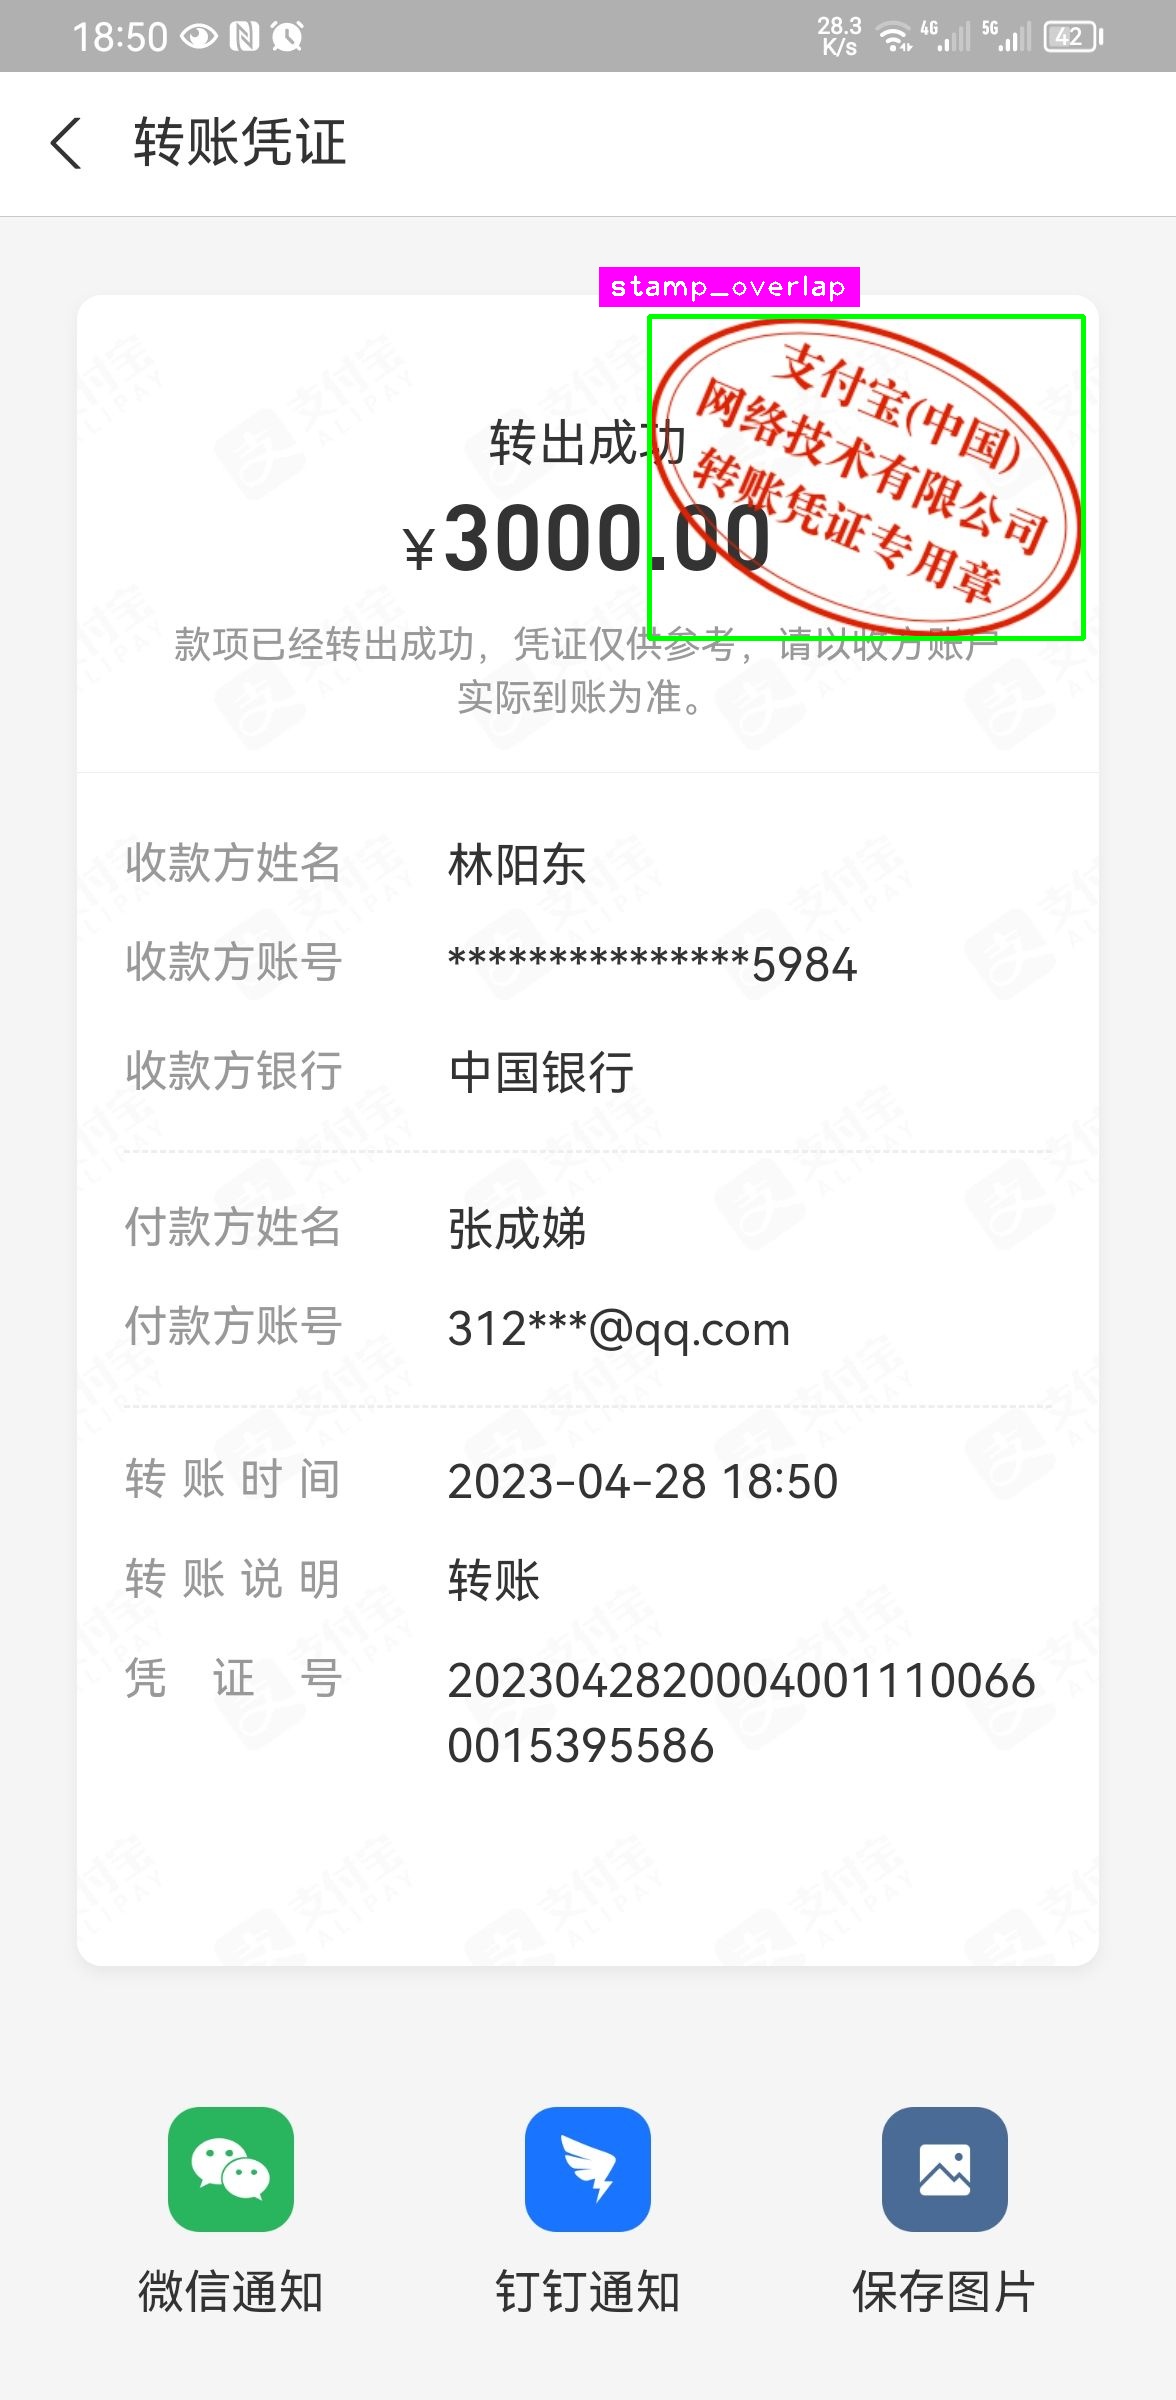 18:50
28.3
K/s
4G
5G
42
转账凭证
stamp_overlap
支付宝(中国)
网络技术有限公司
转账凭证专用章
转出成功
¥3000.00
款项已经转出成功，凭证仅供参考，请以收方账户
实际到账为准。
收款方姓名 林阳东
收款方账号 ***************5984
收款方银行 中国银行
付款方姓名 张成娣
付款方账号 312***@qq.com
转账时间 2023-04-28 18:50
转账说明 转账
凭证号 2023042820004001110066
0015395586
支付宝
ALIPAY
微信通知
钉钉通知
保存图片